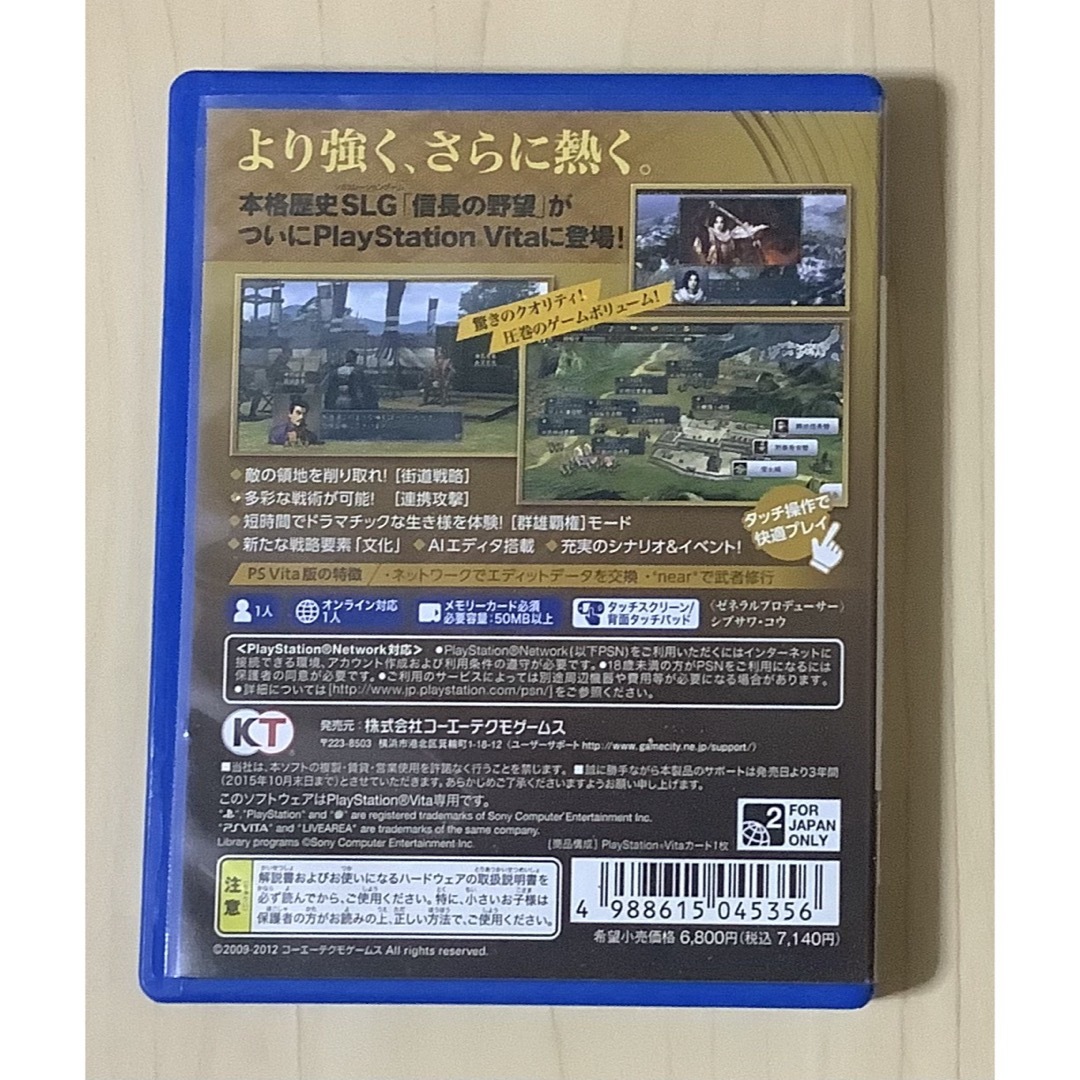 より強く、さらに熱く。
本格歴史SLG「信長の野望」が
ついにPlayStation Vitaに登場!
驚きのクオリティ!
圧巻のゲームボリューム!
◆敵の領地を削り取れ! [街道戦略]
◆多彩な戦術が可能! [連携攻撃]
◆短時間でドラマチックな生き様を体験! [群雄覇権]モード
◆新たな戦略要素「文化」 ◆AIエディタ搭載 ◆充実のシナリオ&イベント!
タッチ操作で
快適プレイ
PS Vita版の特徴 ・ネットワークでエディットデータを交換 ・"near"で武者修行
1人
オンライン対応
1人
メモリーカード必須
必要容量:50MB以上
タッチスクリーン/
背面タッチパッド
〈ゼネラルプロデューサー〉
シブサワ・コウ
<PlayStation®Network対応> ●PlayStation®Network(以下PSN)をご利用いただくにはインターネットに
接続できる環境、アカウント作成および利用条件の遵守が必要です。●18歳未満の方がPSNをご利用になるには
保護者の同意が必要です。●ご利用のサービスによっては別途周辺機器や費用等が必要になる場合があります。
●詳細については[http://www.jp.playstation.com/psn/]をご参照ください。
KT
発売元:株式会社コーエーテクモゲームス
〒223-8503 横浜市港北区箕輪町1-18-12〈ユーザーサポート http://www.gamecity.ne.jp/support/〉
■当社は、本ソフトの複製・賃貸・営業使用を許諾なく行うことを禁じます。 ■誠に勝手ながら本製品のサポートは発売日より3年間
(2015年10月末日まで)とさせていただきます。あらかじめご了承くださいますようお願い申し上げます。
このソフトウェアはPlayStation®Vita専用です。
", "PlayStation" and " " are registered trademarks of Sony Computer Entertainment Inc.
"PSVITA" and "LIVEAREA" are trademarks of the same company.
Library programs ©Sony Computer Entertainment Inc.
[商品構成] PlayStation®Vitaカード1枚
2
FOR
JAPAN
ONLY
注意
解説書およびお使いになるハードウェアの取扱説明書を
必ず読んでから、ご使用ください。特に、小さいお子様は
保護者の方がお読みの上、正しい方法で、ご使用ください。
4 988615 045356
希望小売価格 6,800円(税込 7,140円)
©2009-2012 コーエーテクモゲームス All rights reserved.